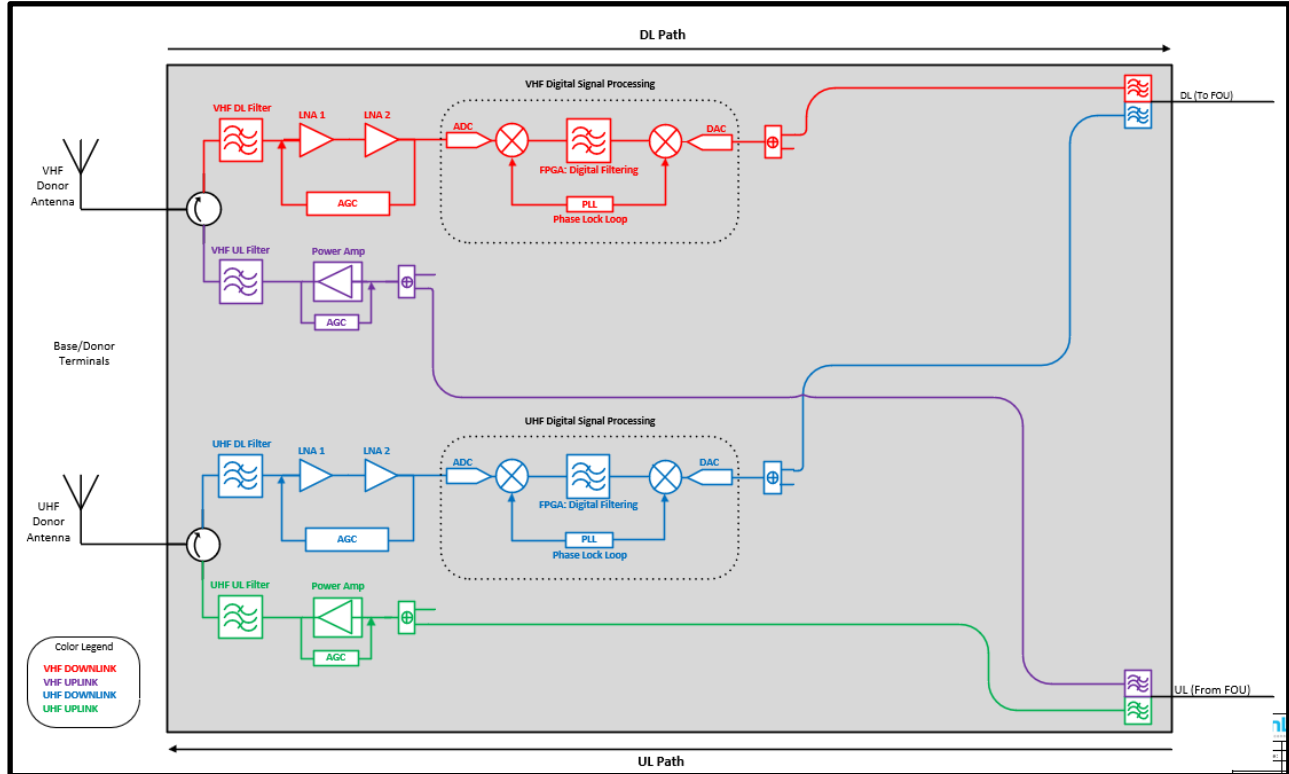 DL Path
VHF Digital Signal Processing
VHF DL Filter
LNA 1
LNA 2
ADC
DAC
DL (To FOU)
FPGA: Digital Filtering
AGC
PLL
Phase Lock Loop
VHF
Donor
Antenna
VHF UL Filter
Power Amp
AGC
Base/Donor
Terminals
UHF Digital Signal Processing
UHF DL Filter
LNA 1
LNA 2
ADC
DAC
FPGA: Digital Filtering
AGC
PLL
Phase Lock Loop
UHF
Donor
Antenna
UHF UL Filter
Power Amp
AGC
Color Legend
VHF DOWNLINK
VHF UPLINK
UHF DOWNLINK
UHF UPLINK
UL (From FOU)
UL Path